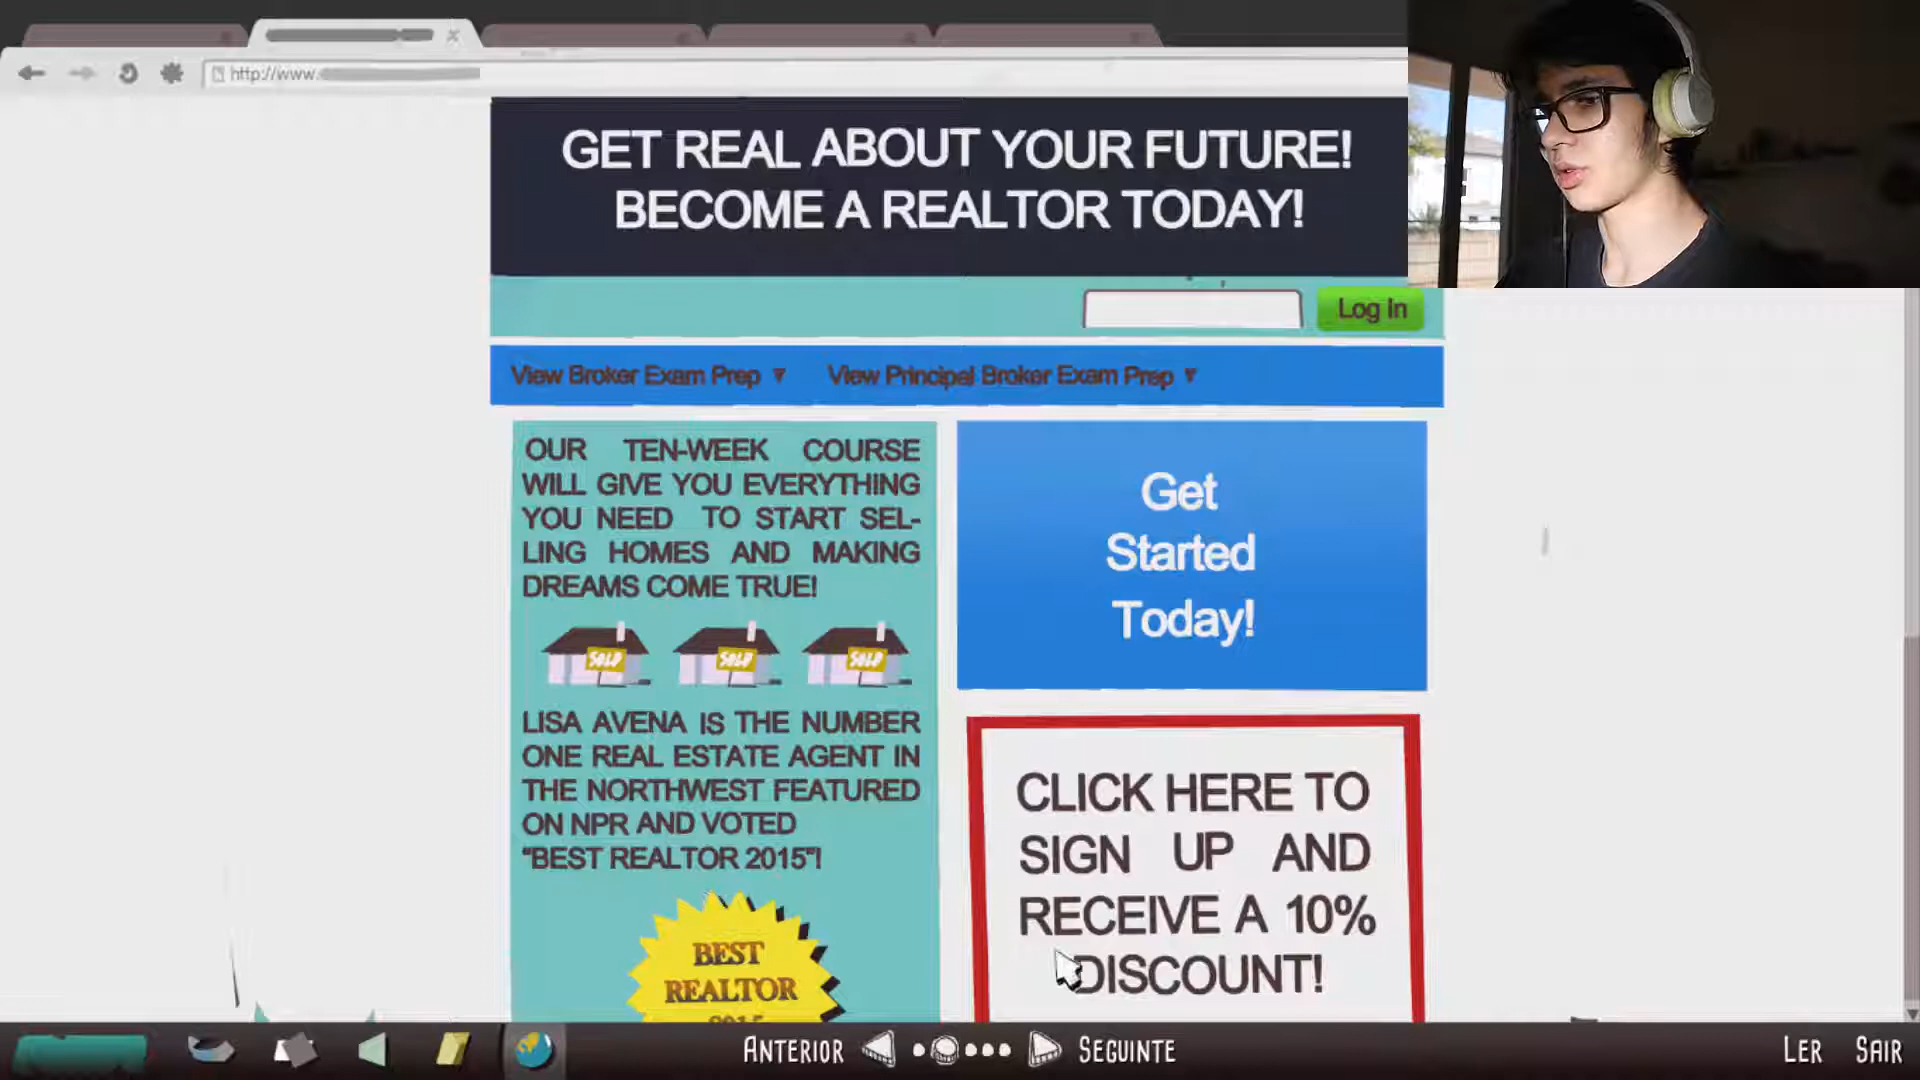 http://www.
GET REAL ABOUT YOUR FUTURE!
BECOME A REALTOR TODAY!
Log In
View Broker Exam Prep ▼ View Principal Broker Exam Prep ▼
OUR TEN-WEEK COURSE
WILL GIVE YOU EVERYTHING
YOU NEED TO START SEL-
LING HOMES AND MAKING
DREAMS COME TRUE!
SOLD SOLD SOLD
LISA AVENA IS THE NUMBER
ONE REAL ESTATE AGENT IN
THE NORTHWEST FEATURED
ON NPR AND VOTED
"BEST REALTOR 2015"!
BEST
REALTOR
2015
Get
Started
Today!
CLICK HERE TO
SIGN UP AND
RECEIVE A 10%
DISCOUNT!
ANTERIOR SEGUINTE LER SAIR